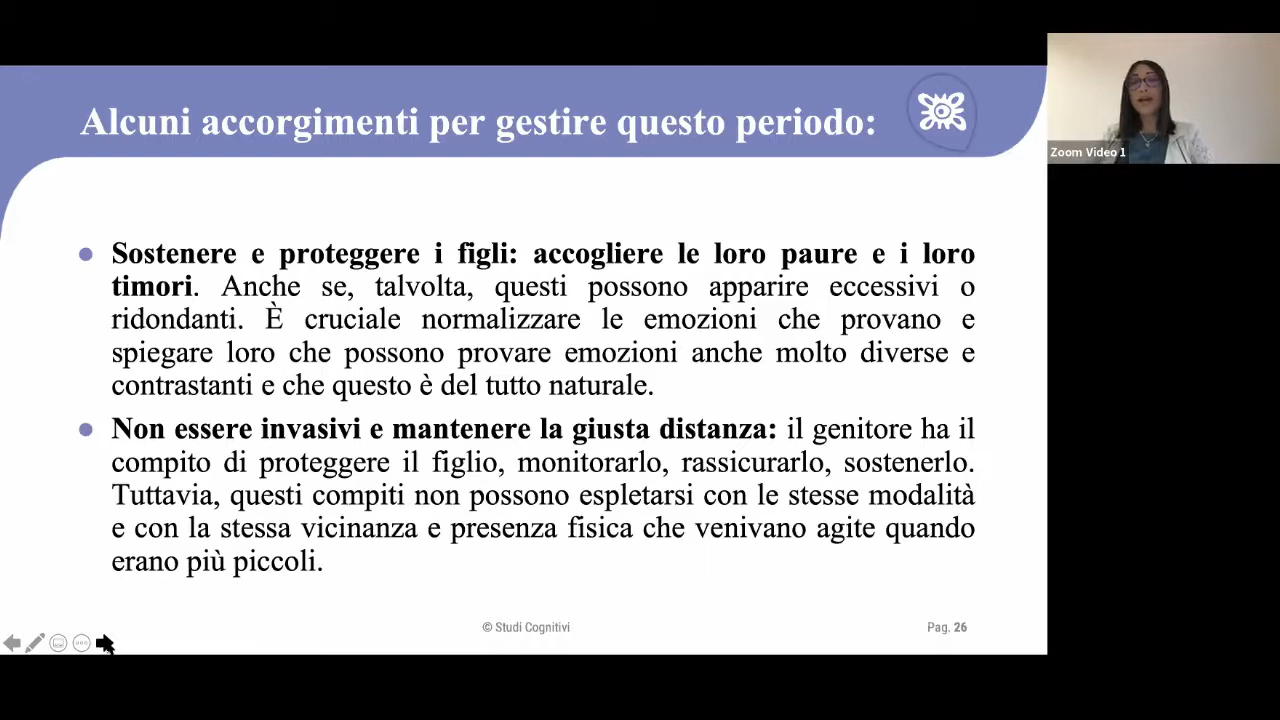 Alcuni accorgimenti per gestire questo periodo:
Zoom Video 1
Sostenere e proteggere i figli: accogliere le loro paure e i loro
timori. Anche se, talvolta, questi possono apparire eccessivi o
ridondanti. È cruciale normalizzare le emozioni che provano e
spiegare loro che possono provare emozioni anche molto diverse e
contrastanti e che questo è del tutto naturale.
Non essere invasivi e mantenere la giusta distanza: il genitore ha il
compito di proteggere il figlio, monitorarlo, rassicurarlo, sostenerlo.
Tuttavia, questi compiti non possono espletarsi con le stesse modalità
e con la stessa vicinanza e presenza fisica che venivano agite quando
erano più piccoli.
© Studi Cognitivi
Pag. 26